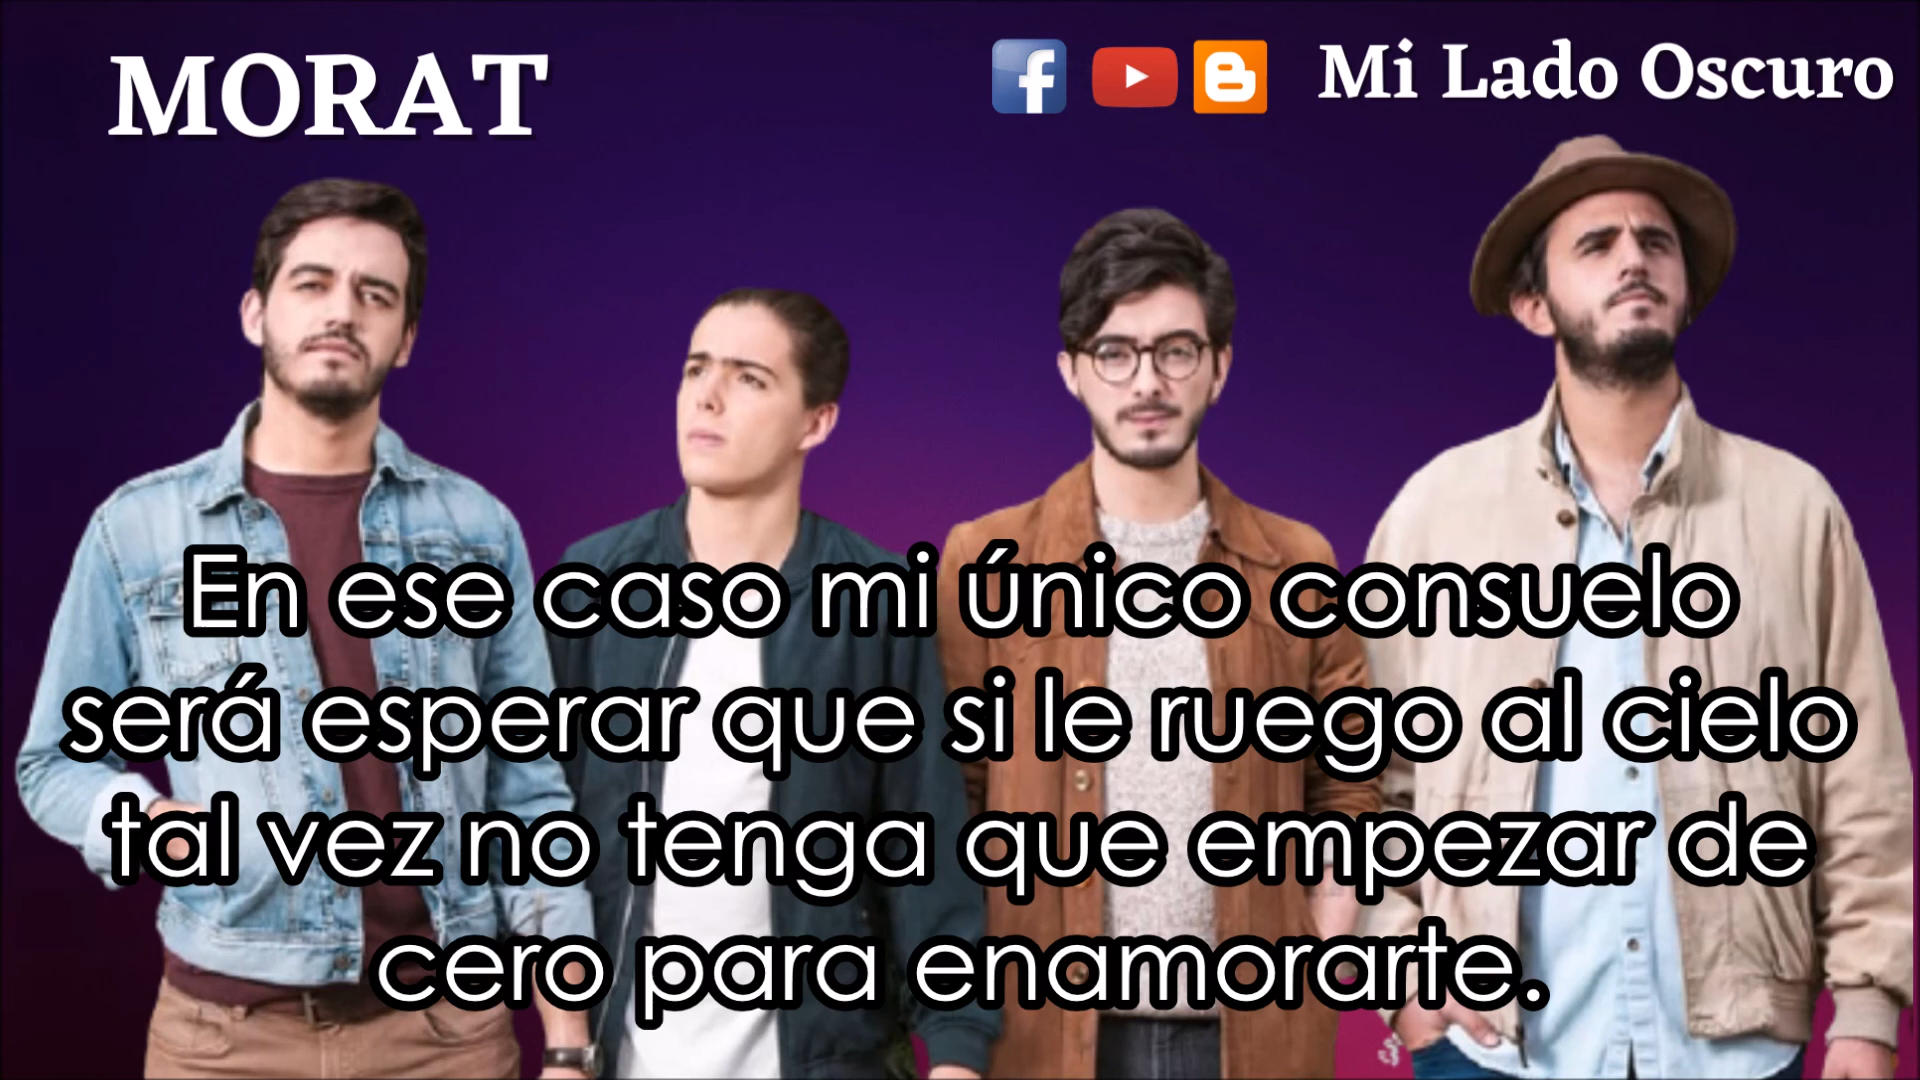 MORAT
Mi Lado Oscuro
En ese caso mi único consuelo
será esperar que si le ruego al cielo
tal vez no tenga que empezar de
cero para enamorarte.